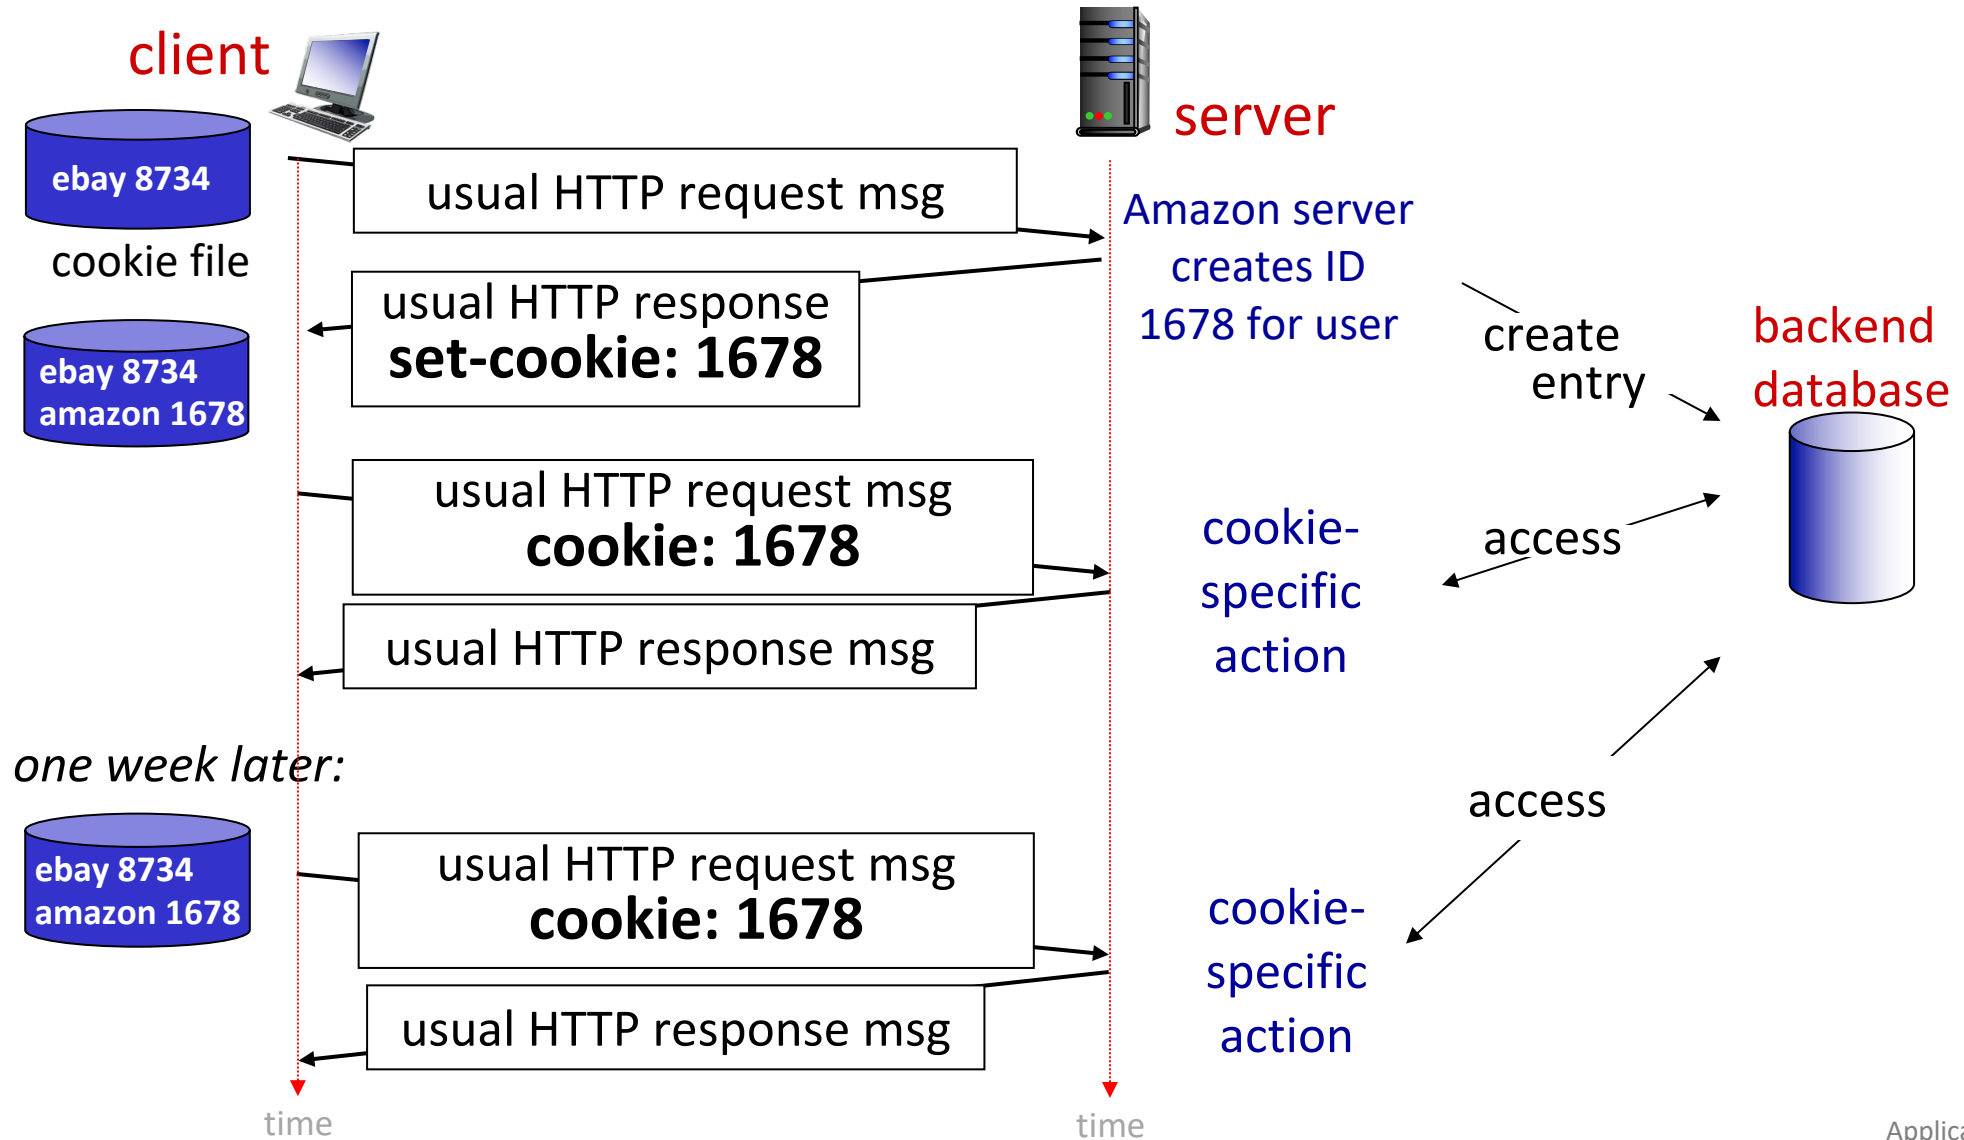 client
server
ebay 8734
cookie file
usual HTTP request msg
Amazon server
creates ID
1678 for user
usual HTTP response
set-cookie: 1678
create
entry
backend
database
ebay 8734
amazon 1678
usual HTTP request msg
cookie: 1678
cookie-
specific
action
access
usual HTTP response msg
one week later:
access
ebay 8734
amazon 1678
usual HTTP request msg
cookie: 1678
cookie-
specific
action
usual HTTP response msg
time
time